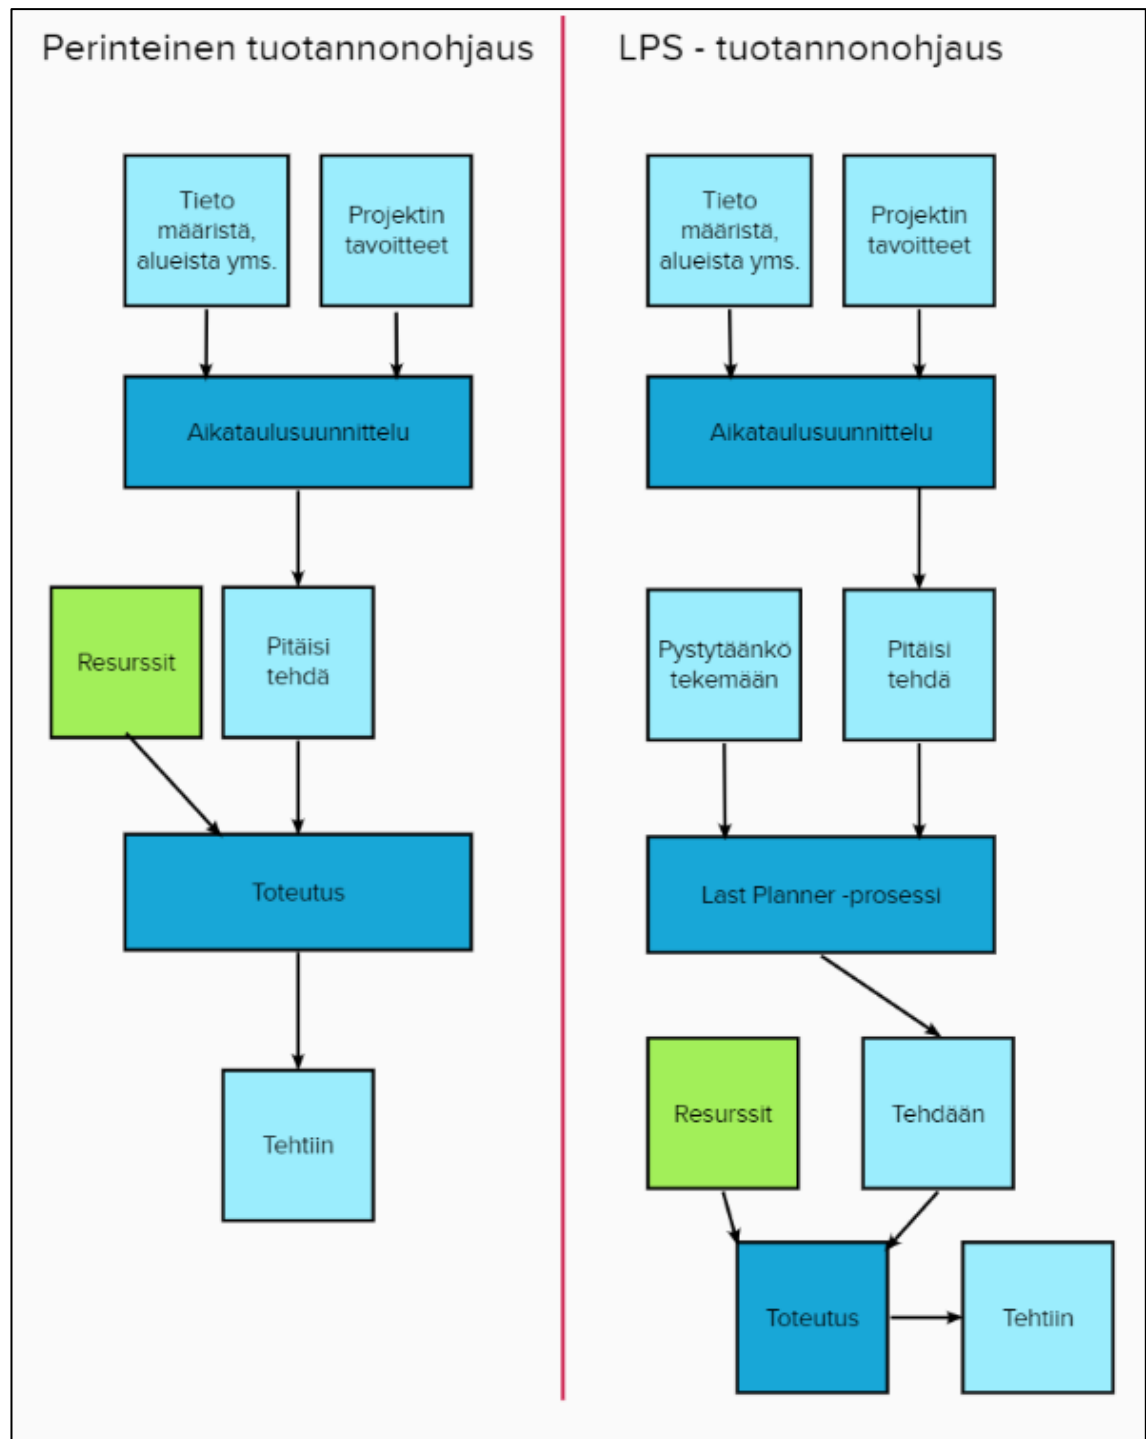 Perinteinen tuotannonohjaus
Tieto
määristä,
alueista yms.
Projektin
tavoitteet
Aikataulusuunnittelu
Resurssit
Pitäisi
tehdä
Toteutus
Tehtiin
LPS - tuotannonohjaus
Tieto
määristä,
alueista yms.
Projektin
tavoitteet
Aikataulusuunnittelu
Pystytäänkö
tekemään
Pitäisi
tehdä
Last Planner -prosessi
Resurssit
Tehdään
Toteutus
Tehtiin